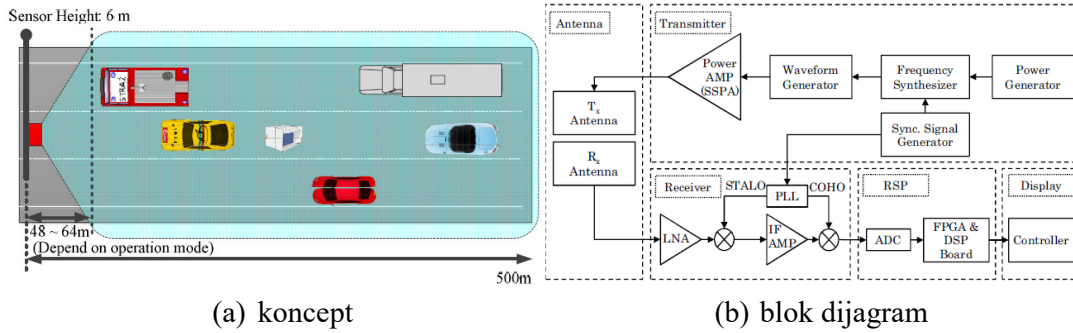 Sensor Height: 6 m
48 ~ 64m
(Depend on operation mode)
500m
(a) koncept
Antenna
Transmitter
Power
AMP
(SSPA)
Waveform
Generator
Frequency
Synthesizer
Power
Generator
Tx
Antenna
Sync. Signal
Generator
Rx
Antenna
Receiver
STALO
PLL
COHO
RSP
Display
LNA
IF
AMP
ADC
FPGA &
DSP
Board
Controller
(b) blok dijagram